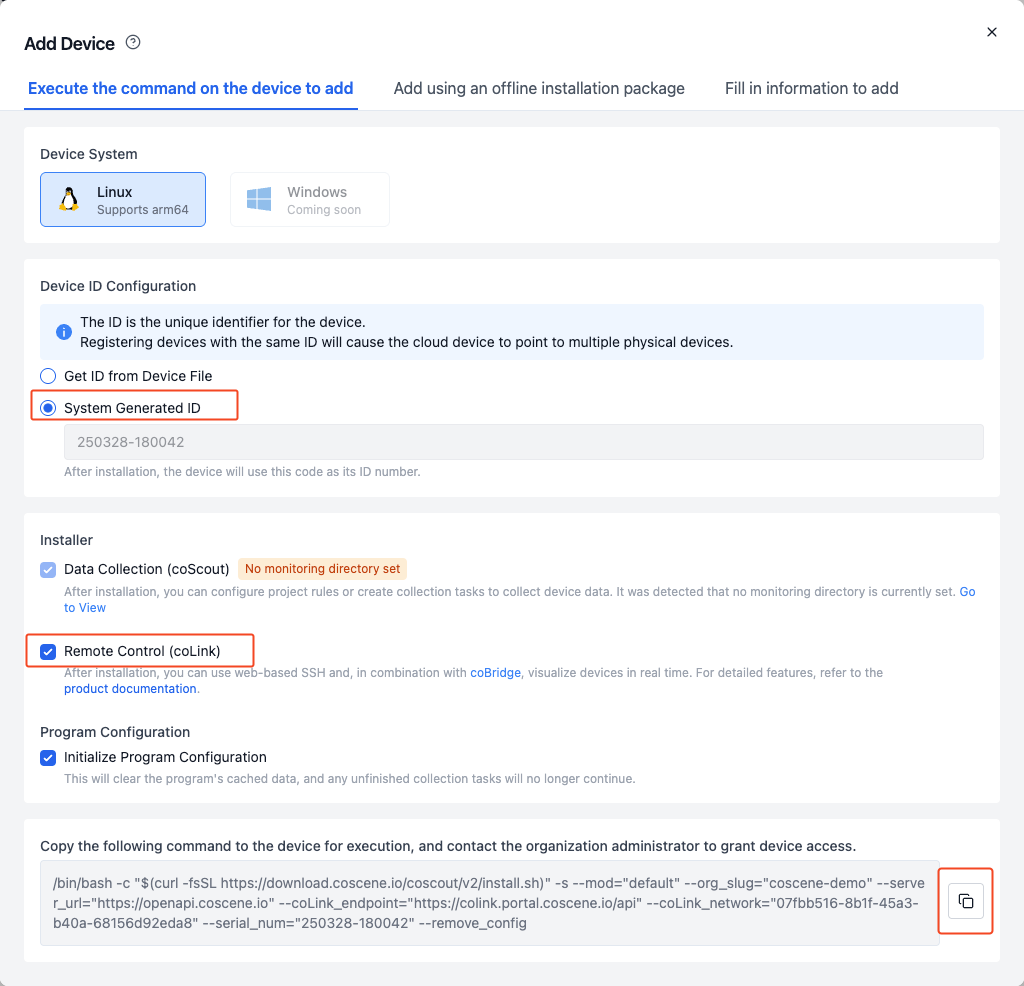 Add Device
Execute the command on the device to add
Add using an offline installation package
Fill in information to add
Device System
Linux
Supports arm64
Windows
Coming soon
Device ID Configuration
The ID is the unique identifier for the device.
Registering devices with the same ID will cause the cloud device to point to multiple physical devices.
Get ID from Device File
System Generated ID
250328-180042
After installation, the device will use this code as its ID number.
Installer
Data Collection (coScout) No monitoring directory set
After installation, you can configure project rules or create collection tasks to collect device data. It was detected that no monitoring directory is currently set. Go
to View
Remote Control (coLink)
After installation, you can use web-based SSH and, in combination with coBridge, visualize devices in real time. For detailed features, refer to the
product documentation.
Program Configuration
Initialize Program Configuration
This will clear the program's cached data, and any unfinished collection tasks will no longer continue.
Copy the following command to the device for execution, and contact the organization administrator to grant device access.
/bin/bash -c "$(curl -fsSL https://download.coscene.io/coscout/v2/install.sh)" -s --mod="default" --org_slug="coscene-demo" --serve
r_url="https://openapi.coscene.io" --coLink_endpoint="https://colink.portal.coscene.io/api" --coLink_network="07fbb516-8b1f-45a3-
b40a-68156d92eda8" --serial_num="250328-180042" --remove_config